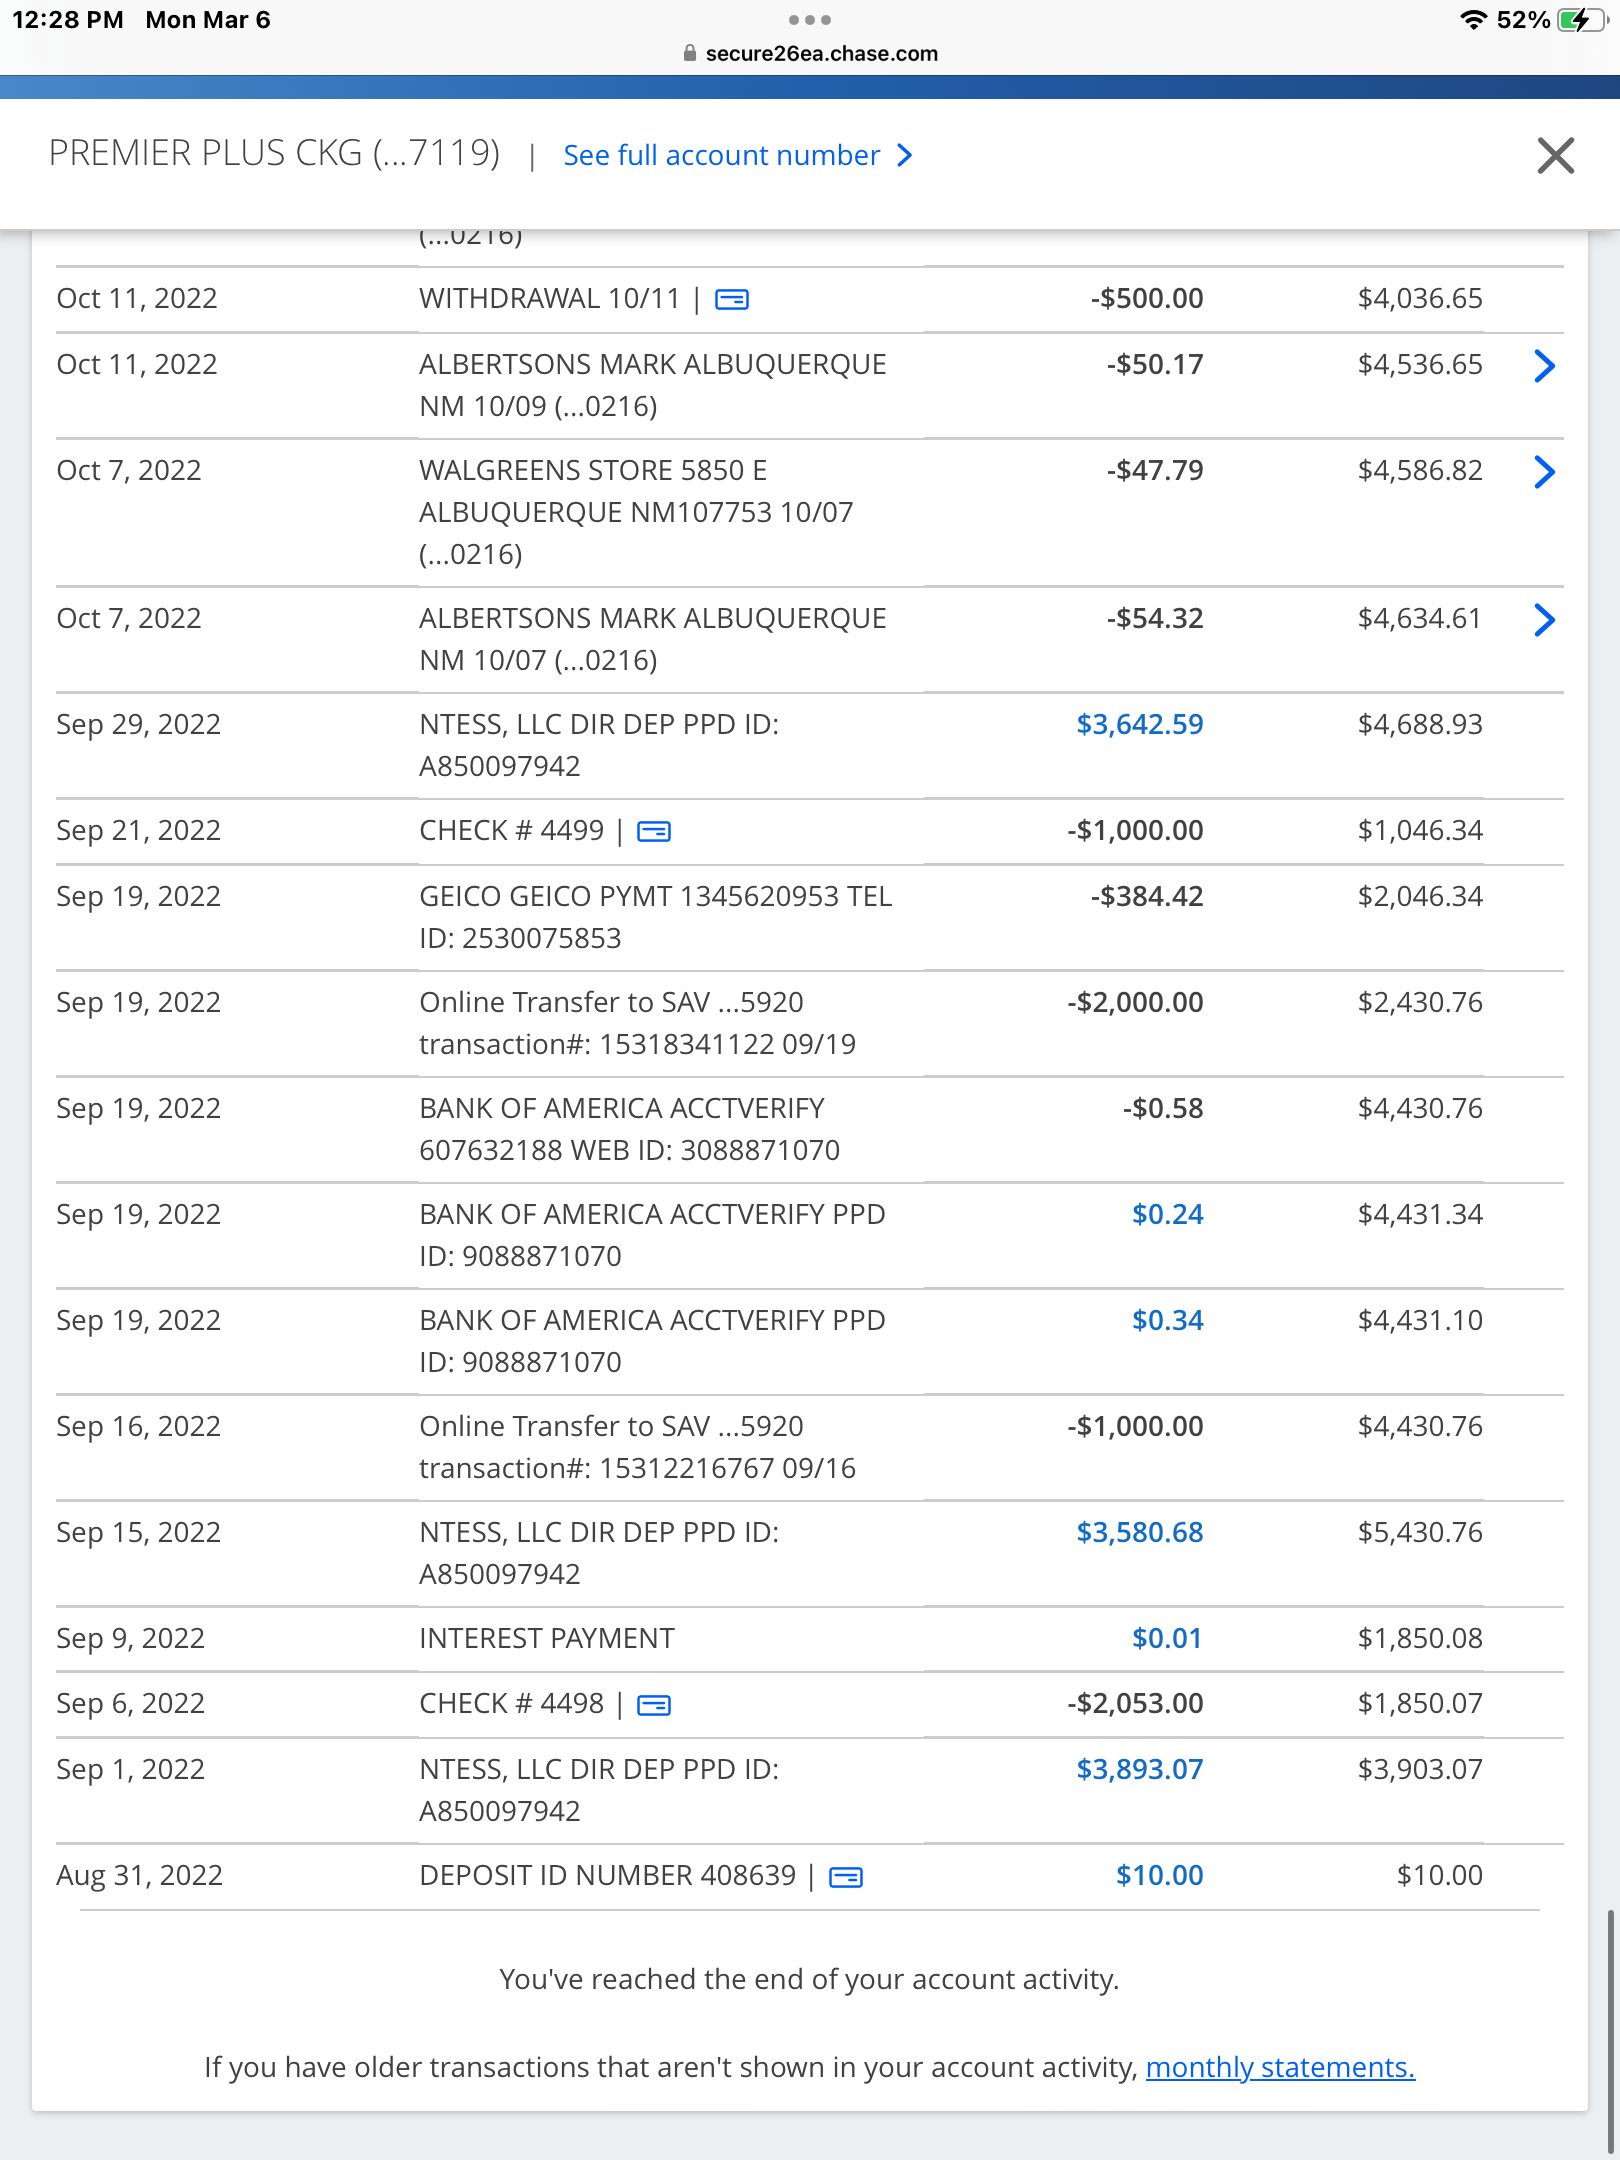 12:28 PM Mon Mar 6
52%
secure26ea.chase.com
PREMIER PLUS CKG (...7119) | See full account number
(...0216)
Oct 11, 2022 WITHDRAWAL 10/11 | -$500.00 $4,036.65
Oct 11, 2022 ALBERTSONS MARK ALBUQUERQUE -$50.17 $4,536.65
NM 10/09 (...0216)
Oct 7, 2022 WALGREENS STORE 5850 E -$47.79 $4,586.82
ALBUQUERQUE NM107753 10/07
(...0216)
Oct 7, 2022 ALBERTSONS MARK ALBUQUERQUE -$54.32 $4,634.61
NM 10/07 (...0216)
Sep 29, 2022 NTESS, LLC DIR DEP PPD ID: $3,642.59 $4,688.93
A850097942
Sep 21, 2022 CHECK # 4499 | -$1,000.00 $1,046.34
Sep 19, 2022 GEICO GEICO PYMT 1345620953 TEL -$384.42 $2,046.34
ID: 2530075853
Sep 19, 2022 Online Transfer to SAV ...5920 -$2,000.00 $2,430.76
transaction#: 15318341122 09/19
Sep 19, 2022 BANK OF AMERICA ACCTVERIFY -$0.58 $4,430.76
607632188 WEB ID: 3088871070
Sep 19, 2022 BANK OF AMERICA ACCTVERIFY PPD $0.24 $4,431.34
ID: 9088871070
Sep 19, 2022 BANK OF AMERICA ACCTVERIFY PPD $0.34 $4,431.10
ID: 9088871070
Sep 16, 2022 Online Transfer to SAV ...5920 -$1,000.00 $4,430.76
transaction#: 15312216767 09/16
Sep 15, 2022 NTESS, LLC DIR DEP PPD ID: $3,580.68 $5,430.76
A850097942
Sep 9, 2022 INTEREST PAYMENT $0.01 $1,850.08
Sep 6, 2022 CHECK # 4498 | -$2,053.00 $1,850.07
Sep 1, 2022 NTESS, LLC DIR DEP PPD ID: $3,893.07 $3,903.07
A850097942
Aug 31, 2022 DEPOSIT ID NUMBER 408639 | $10.00 $10.00
You've reached the end of your account activity.
If you have older transactions that aren't shown in your account activity, monthly statements.